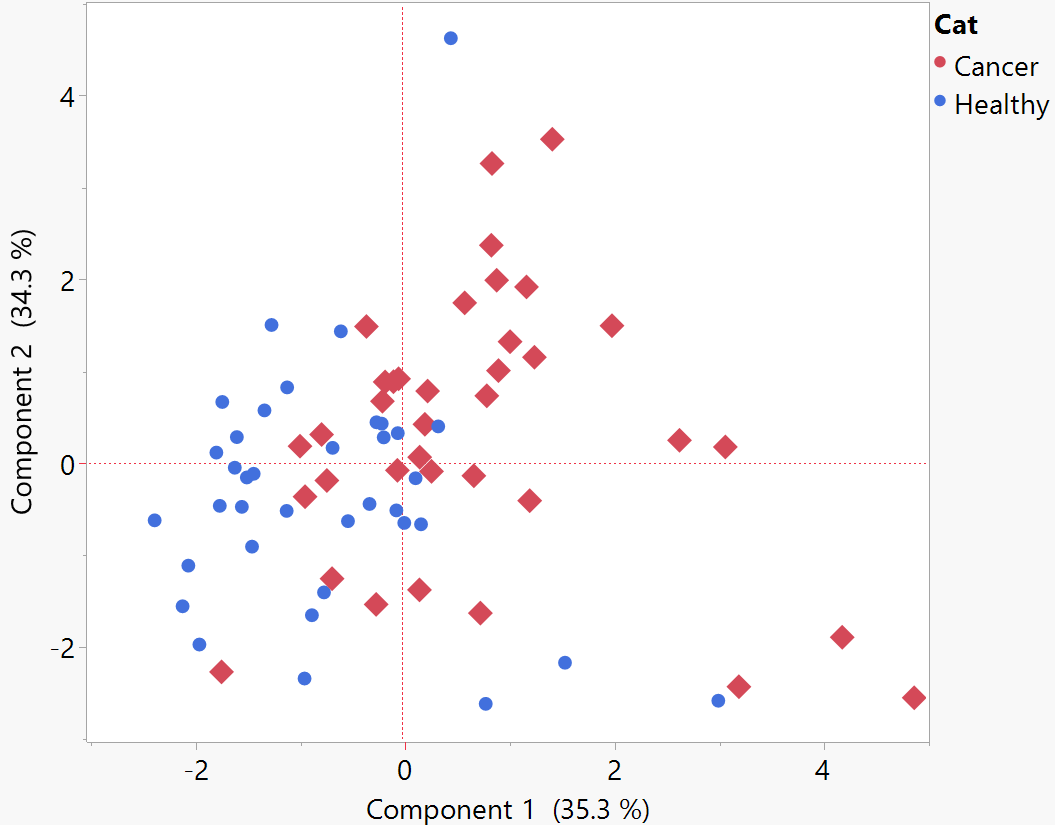 Cat
Cancer
Healthy
4
2
0
-2
Component 2 (34.3 %)
-2
0
2
4
Component 1 (35.3 %)